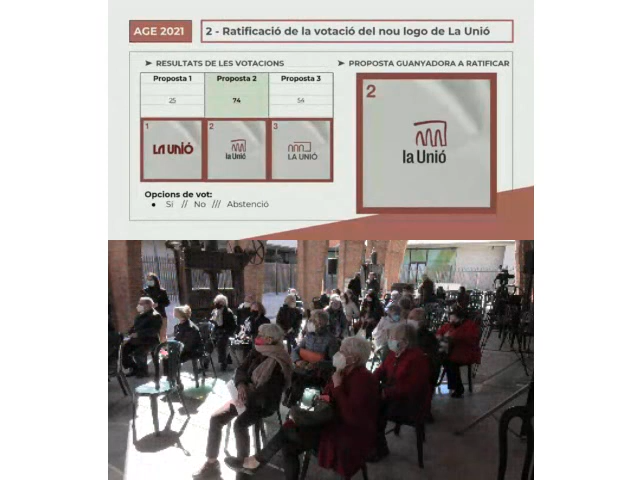 AGE 2021
2 - Ratificació de la votació del nou logo de La Unió
➤ RESULTATS DE LES VOTACIONS
Proposta 1 Proposta 2 Proposta 3
25 74 54
1 2 3
LA UNIÓ la Unió LA UNIÓ
Opcions de vot:
• Sí // No /// Abstenció
➤ PROPOSTA GUANYADORA A RATIFICAR
2
la Unió